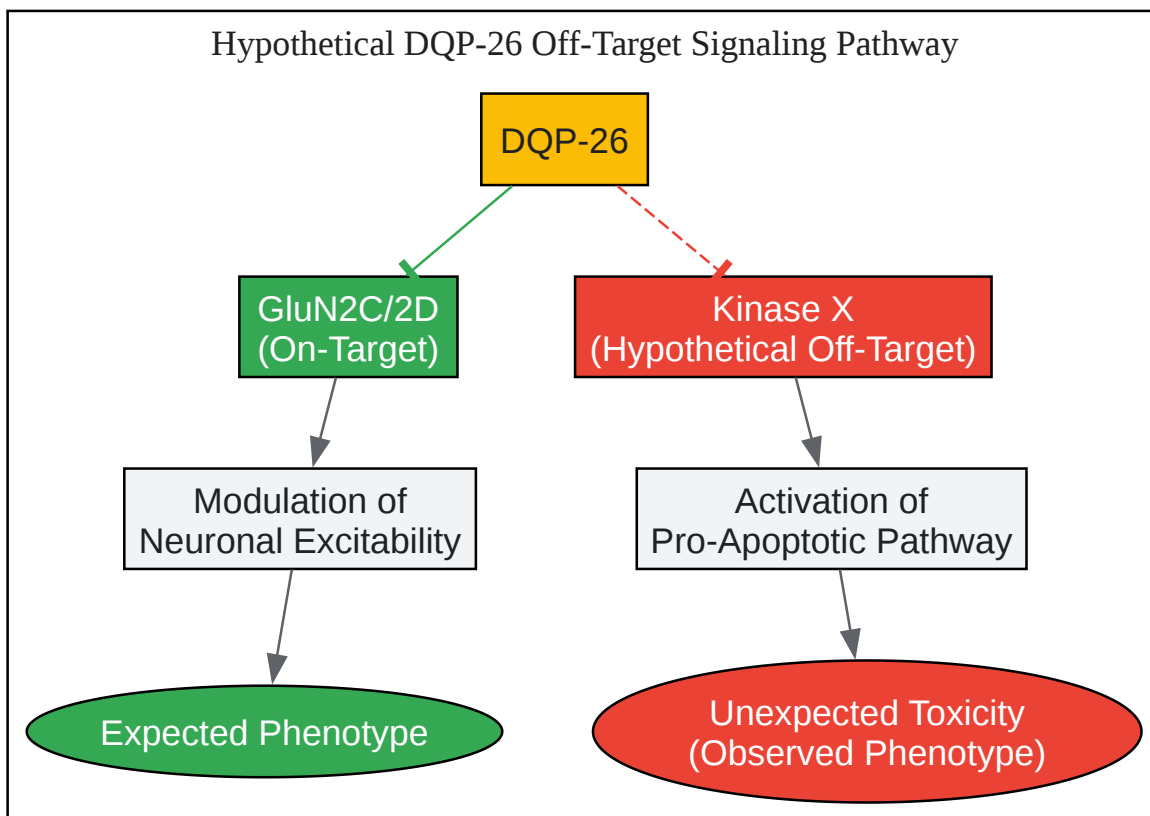 Hypothetical DQP-26 Off-Target Signaling Pathway
DQP-26
GluN2C/2D
(On-Target)
Kinase X
(Hypothetical Off-Target)
Modulation of
Neuronal Excitability
Activation of
Pro-Apoptotic Pathway
Expected Phenotype
Unexpected Toxicity
(Observed Phenotype)